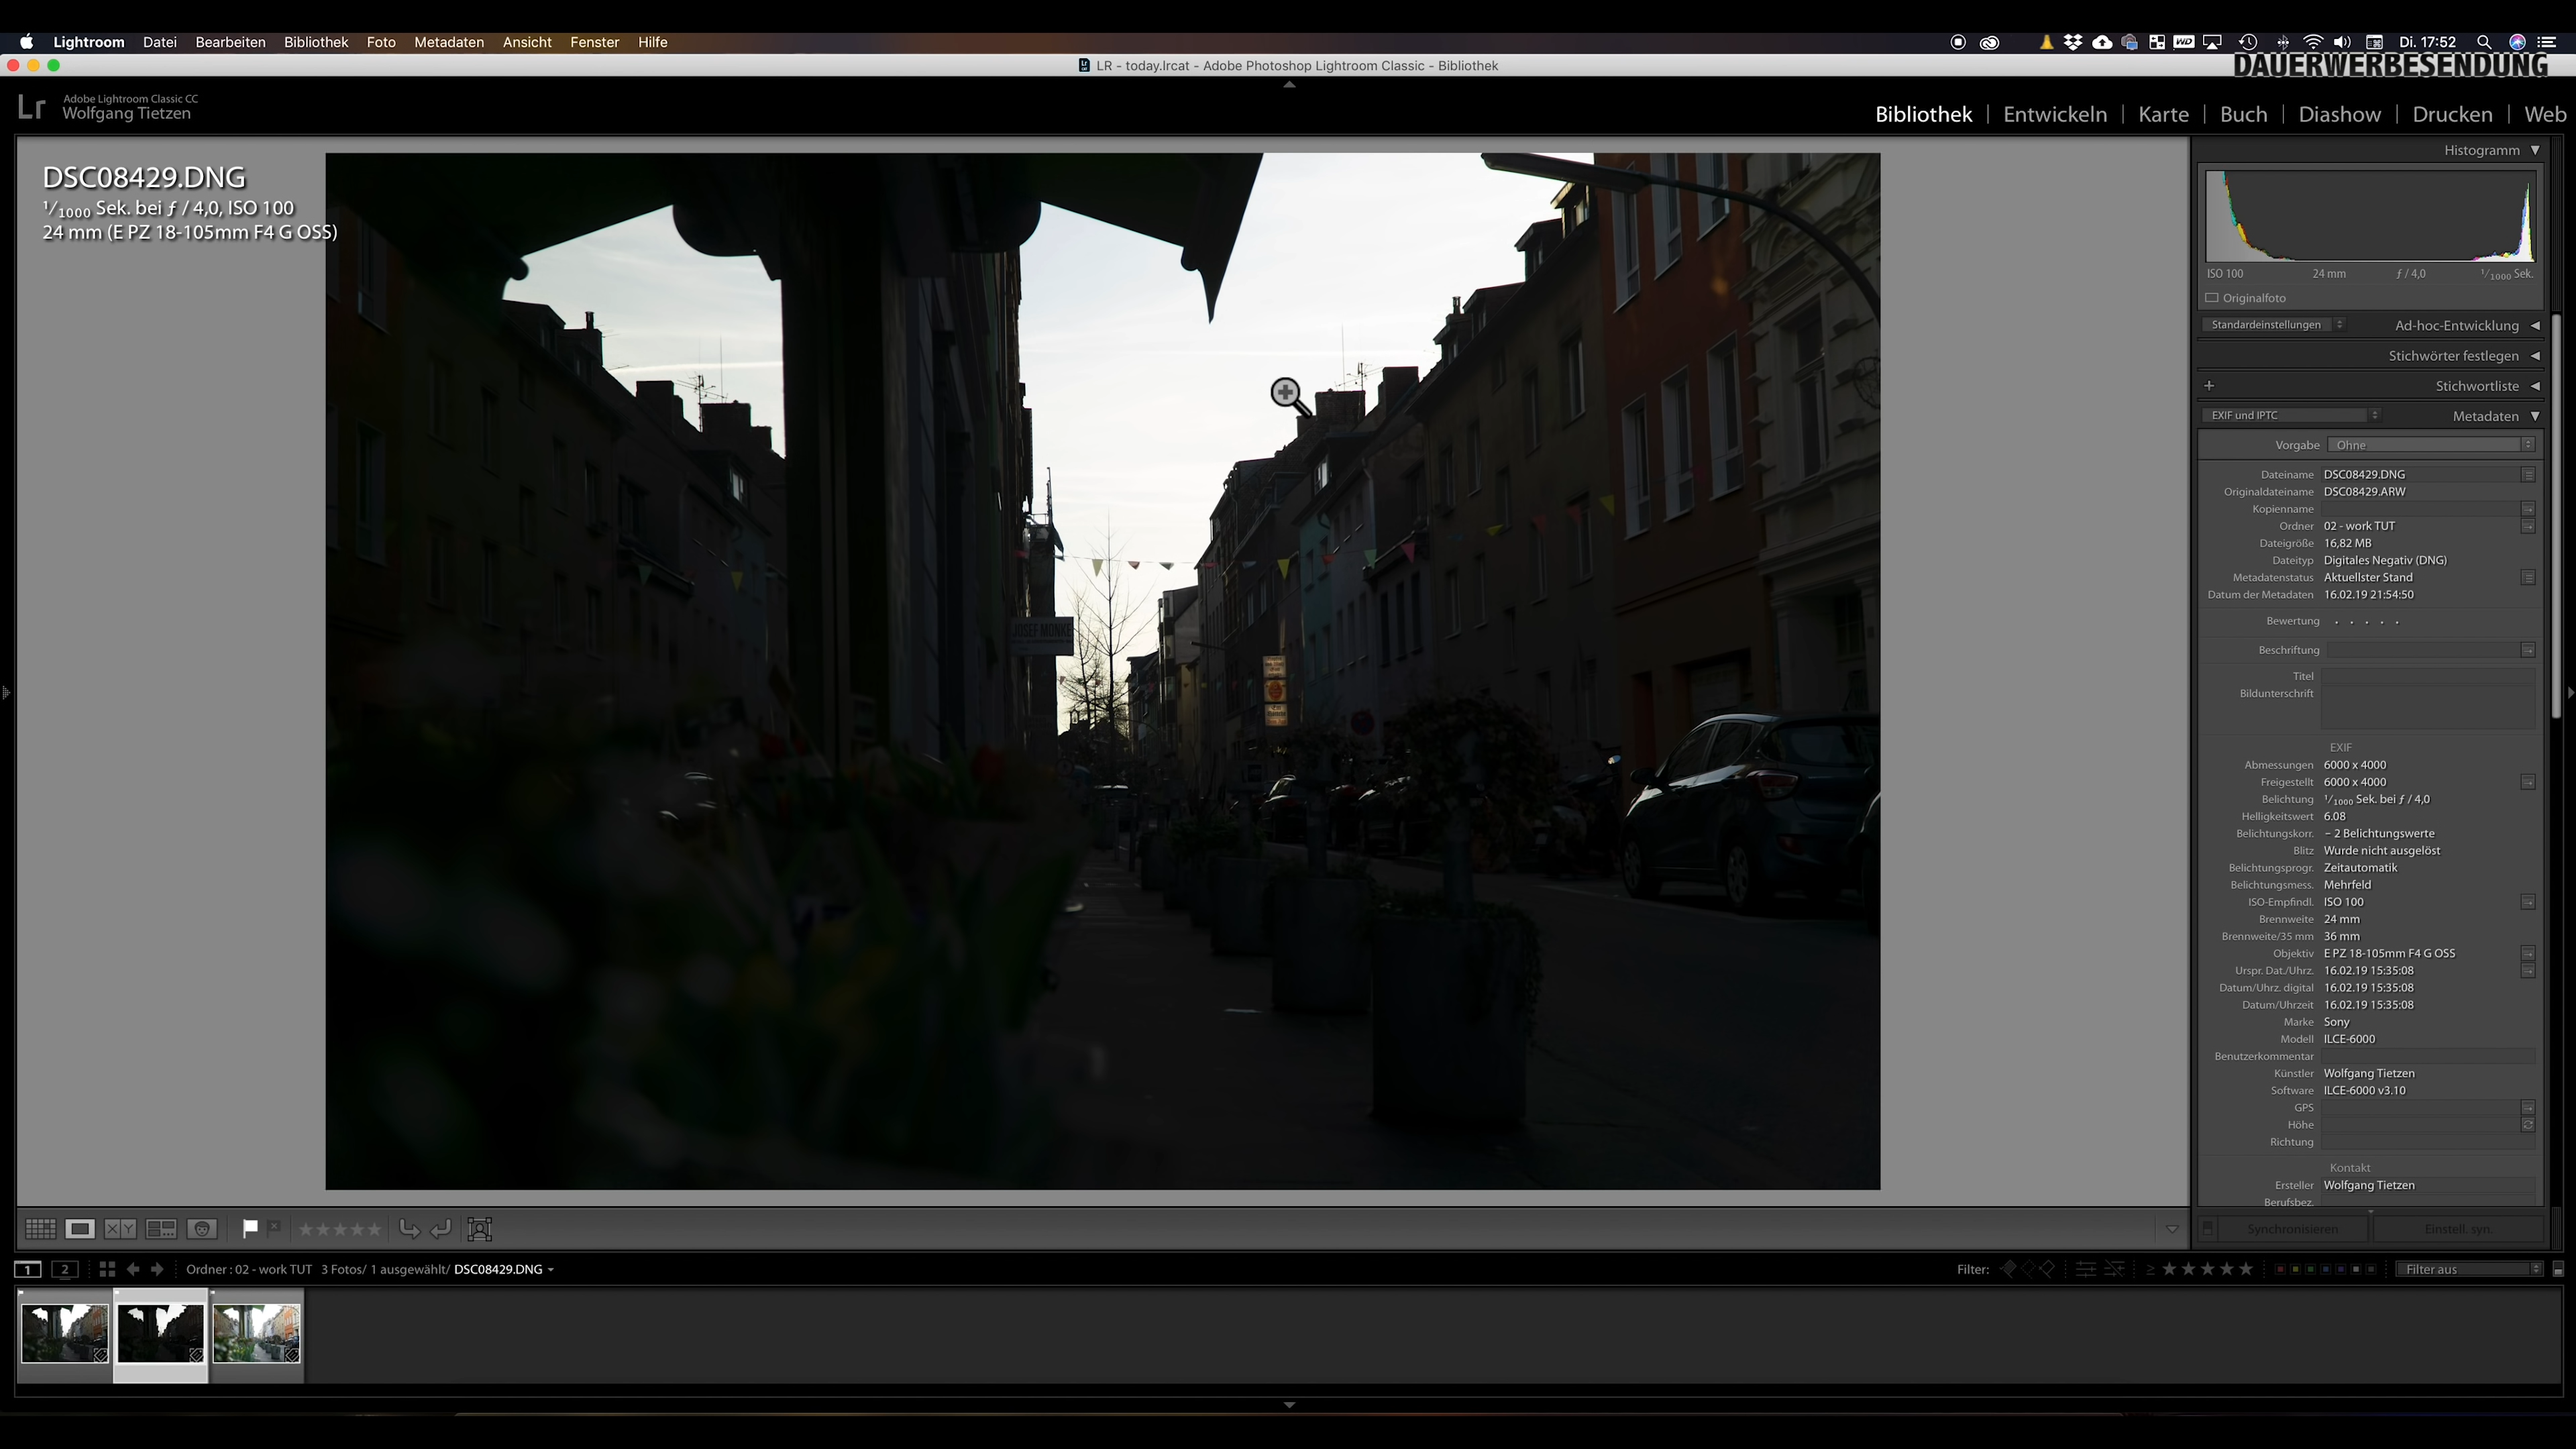 Lightroom Datei Bearbeiten Bibliothek Foto Metadaten Ansicht Fenster Hilfe
WD
Di. 17:52
LR - today.lrcat - Adobe Photoshop Lightroom Classic - Bibliothek
DAUERWERBESENDUNG
Lr
Adobe Lightroom Classic CC
Wolfgang Tietzen
Bibliothek | Entwickeln | Karte | Buch | Diashow | Drucken | Web
DSC08429.DNG
1/1000 Sek. bei ƒ / 4,0, ISO 100
24 mm (E PZ 18-105mm F4 G OSS)
JOSEF MONKE
Histogramm
ISO 100 24 mm ƒ / 4,0 1/1000 Sek.
Originalfoto
Standardeinstellungen Ad-hoc-Entwicklung
Stichwörter festlegen
+ Stichwortliste
EXIF und IPTC Metadaten
Vorgabe Ohne
Dateiname DSC08429.DNG
Originaldateiname DSC08429.ARW
Kopienname
Ordner 02 - work TUT
Dateigröße 16,82 MB
Dateityp Digitales Negativ (DNG)
Metadatenstatus Aktuellster Stand
Datum der Metadaten 16.02.19 21:54:50
Bewertung . . . . .
Beschriftung
Titel
Bildunterschrift
EXIF
Abmessungen 6000 x 4000
Freigestellt 6000 x 4000
Belichtung 1/1000 Sek. bei ƒ / 4,0
Helligkeitswert 6.08
Belichtungskorr. – 2 Belichtungswerte
Blitz Wurde nicht ausgelöst
Belichtungsprogr. Zeitautomatik
Belichtungsmess. Mehrfeld
ISO-Empfindl. ISO 100
Brennweite 24 mm
Brennweite/35 mm 36 mm
Objektiv E PZ 18-105mm F4 G OSS
Urspr. Dat./Uhrz. 16.02.19 15:35:08
Datum/Uhrz. digital 16.02.19 15:35:08
Datum/Uhrzeit 16.02.19 15:35:08
Marke Sony
Modell ILCE-6000
Benutzerkommentar
Künstler Wolfgang Tietzen
Software ILCE-6000 v3.10
GPS
Höhe
Richtung
Kontakt
Ersteller Wolfgang Tietzen
Berufsbez.
Synchronisieren Einstell. syn.
X Y
1 2 Ordner : 02 - work TUT 3 Fotos/ 1 ausgewählt/ DSC08429.DNG
Filter: ≥ ★★★★★ Filter aus